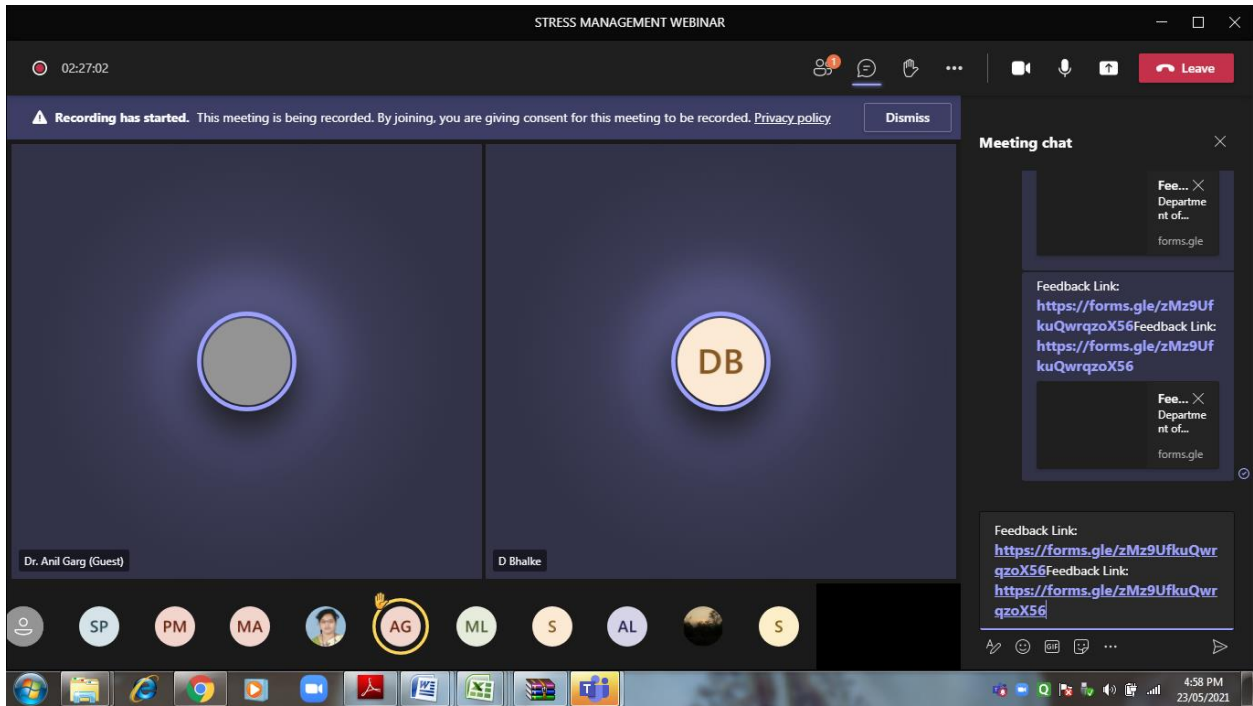 STRESS MANAGEMENT WEBINAR
02:27:02
1
Leave
Recording has started. This meeting is being recorded. By joining, you are giving consent for this meeting to be recorded. Privacy policy
Dismiss
Meeting chat
Fee...
Departme
nt of...
forms.gle
Feedback Link:
https://forms.gle/zMz9Uf
kuQwrqzoX56Feedback Link:
https://forms.gle/zMz9Uf
kuQwrqzoX56
Fee...
Departme
nt of...
forms.gle
DB
Dr. Anil Garg (Guest)
D Bhalke
Feedback Link:
https://forms.gle/zMz9UfkuQwr
qzoX56Feedback Link:
https://forms.gle/zMz9UfkuQwr
qzoX56
GIF
SP
PM
MA
AG
ML
S
AL
S
4:58 PM
23/05/2021